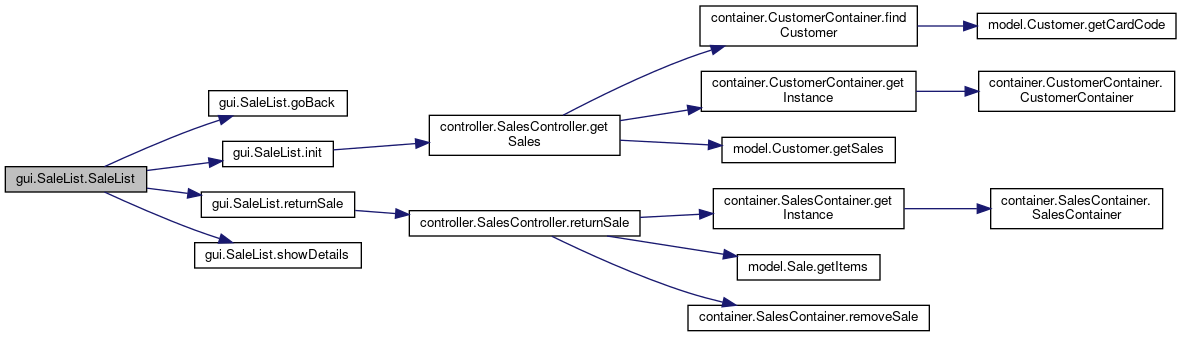 gui.SaleList.SaleList
gui.SaleList.goBack
gui.SaleList.init
gui.SaleList.returnSale
gui.SaleList.showDetails
controller.SalesController.get
Sales
controller.SalesController.returnSale
container.CustomerContainer.find
Customer
container.CustomerContainer.get
Instance
model.Customer.getSales
container.SalesContainer.get
Instance
model.Sale.getItems
container.SalesContainer.removeSale
model.Customer.getCardCode
container.CustomerContainer.
CustomerContainer
container.SalesContainer.
SalesContainer